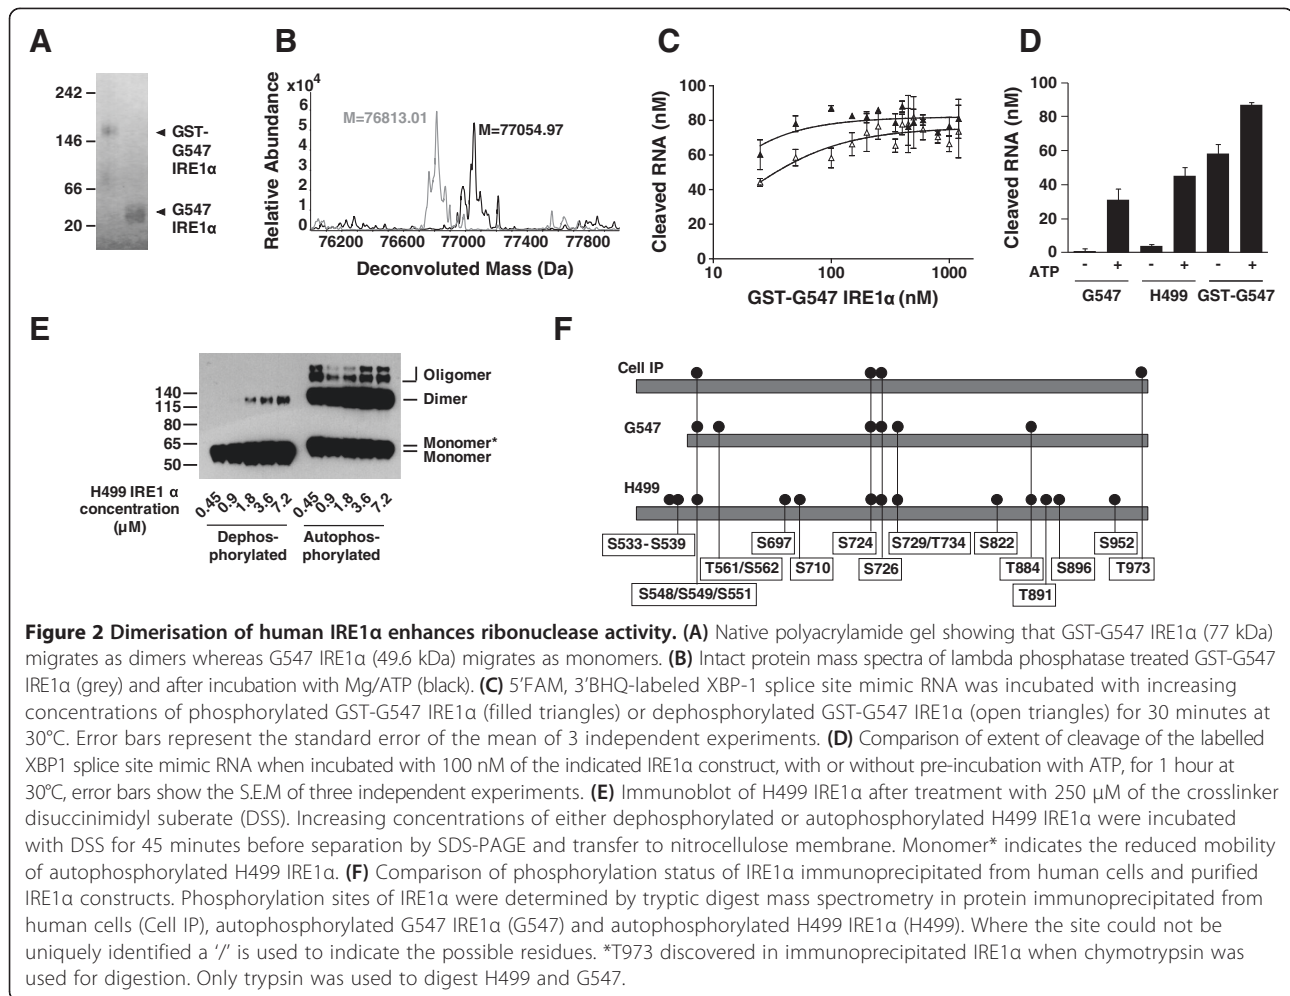 A
242
146
66
20
GST-
G547
IRE1α
G547
IRE1α
B
x10⁴
Relative Abundance
6
5
4
3
2
1
0
M=76813.01
M=77054.97
76200 76600 77000 77400 77800
Deconvoluted Mass (Da)
C
Cleaved RNA (nM)
100
80
60
40
20
0
10 100 1000
GST-G547 IRE1α (nM)
D
Cleaved RNA (nM)
100
80
60
40
20
0
ATP - + - + - +
G547 H499 GST-G547
E
140
115
80
65
50
Oligomer
Dimer
Monomer*
Monomer
H499 IRE1 α
concentration
(µM)
0.45 0.9 1.8 3.6 7.2 0.45 0.9 1.8 3.6 7.2
Dephos-
phorylated
Autophos-
phorylated
F
Cell IP
G547
H499
S533-S539 S697 S724 S729/T734 S822 S952
T561/S562 S710 S726 T884 S896 T973
S548/S549/S551 T891
Figure 2 Dimerisation of human IRE1α enhances ribonuclease activity. (A) Native polyacrylamide gel showing that GST-G547 IRE1α (77 kDa)
migrates as dimers whereas G547 IRE1α (49.6 kDa) migrates as monomers. (B) Intact protein mass spectra of lambda phosphatase treated GST-G547
IRE1α (grey) and after incubation with Mg/ATP (black). (C) 5’FAM, 3’BHQ-labeled XBP-1 splice site mimic RNA was incubated with increasing
concentrations of phosphorylated GST-G547 IRE1α (filled triangles) or dephosphorylated GST-G547 IRE1α (open triangles) for 30 minutes at
30°C. Error bars represent the standard error of the mean of 3 independent experiments. (D) Comparison of extent of cleavage of the labelled
XBP1 splice site mimic RNA when incubated with 100 nM of the indicated IRE1α construct, with or without pre-incubation with ATP, for 1 hour at
30°C, error bars show the S.E.M of three independent experiments. (E) Immunoblot of H499 IRE1α after treatment with 250 µM of the crosslinker
disuccinimidyl suberate (DSS). Increasing concentrations of either dephosphorylated or autophosphorylated H499 IRE1α were incubated
with DSS for 45 minutes before separation by SDS-PAGE and transfer to nitrocellulose membrane. Monomer* indicates the reduced mobility
of autophosphorylated H499 IRE1α. (F) Comparison of phosphorylation status of IRE1α immunoprecipitated from human cells and purified
IRE1α constructs. Phosphorylation sites of IRE1α were determined by tryptic digest mass spectrometry in protein immunoprecipitated from
human cells (Cell IP), autophosphorylated G547 IRE1α (G547) and autophosphorylated H499 IRE1α (H499). Where the site could not be
uniquely identified a ‘/’ is used to indicate the possible residues. *T973 discovered in immunoprecipitated IRE1α when chymotrypsin was
used for digestion. Only trypsin was used to digest H499 and G547.